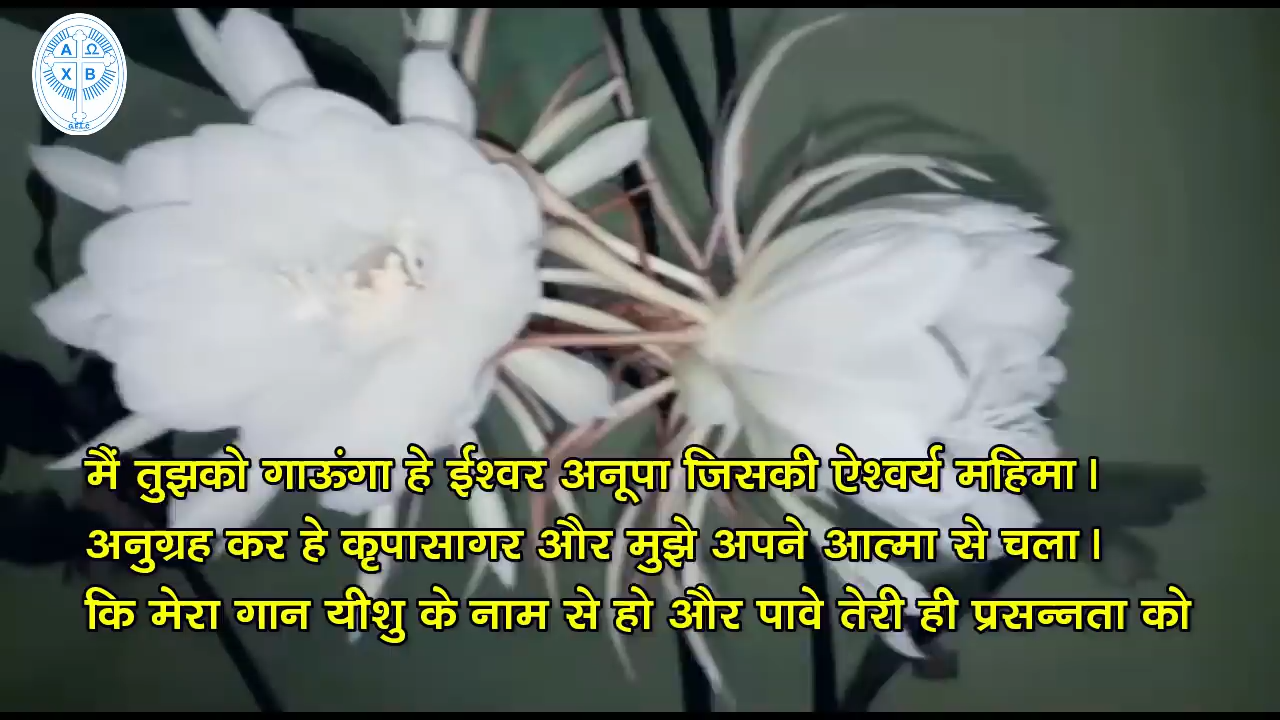 Α Ω
Χ Β
G.E.L.C
मैं तुझको गाऊंगा हे ईश्वर अनूपा जिसकी ऐश्वर्य महिमा।
अनुग्रह कर हे कृपासागर और मुझे अपने आत्मा से चला।
कि मेरा गान यीशु के नाम से हो और पावे तेरी ही प्रसन्नता को